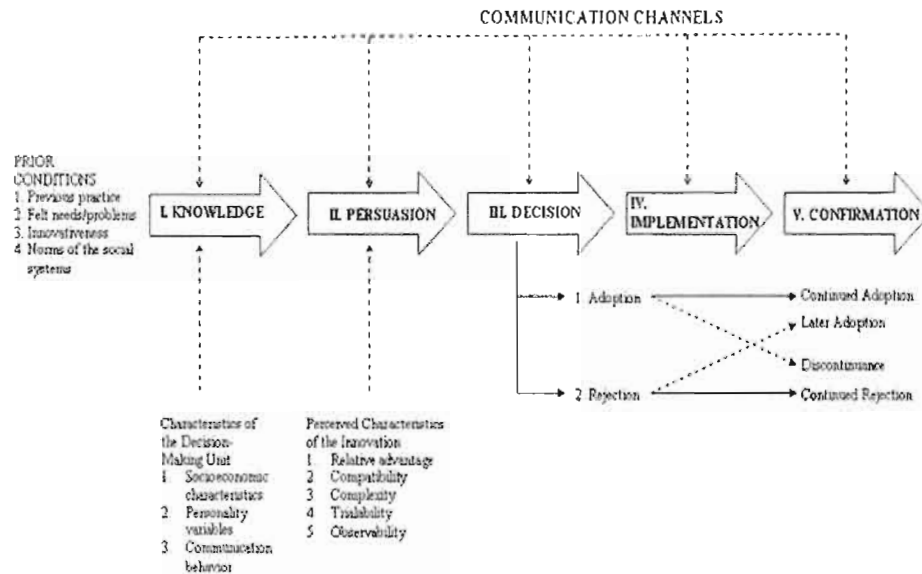 COMMUNICATION CHANNELS
PRIOR
CONDITIONS
1. Previous practice
2. Felt needs/problems
3. Innovativeness
4. Norms of the social
systems
I. KNOWLEDGE
II. PERSUASION
III. DECISION
IV.
IMPLEMENTATION
V. CONFIRMATION
1 Adoption
Continued Adoption
Later Adoption
Discontinuance
2 Rejection
Continued Rejection
Characteristics of
the Decision-
Making Unit
1 Socioeconomic
characteristics
2 Personality
variables
3 Communication
behavior
Perceived Characteristics
of the Innovation
1 Relative advantage
2 Compatibility
3 Complexity
4 Trialability
5 Observability